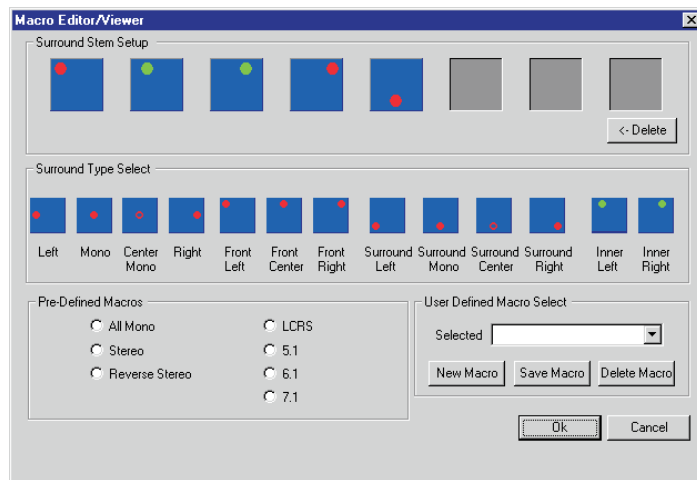 Macro Editor/Viewer
Surround Stem Setup
<- Delete
Surround Type Select
Left
Mono
Center Mono
Right
Front Left
Front Center
Front Right
Surround Left
Surround Mono
Surround Center
Surround Right
Inner Left
Inner Right
Pre-Defined Macros
All Mono
Stereo
Reverse Stereo
LCRS
5.1
6.1
7.1
User Defined Macro Select
Selected
New Macro
Save Macro
Delete Macro
Ok
Cancel